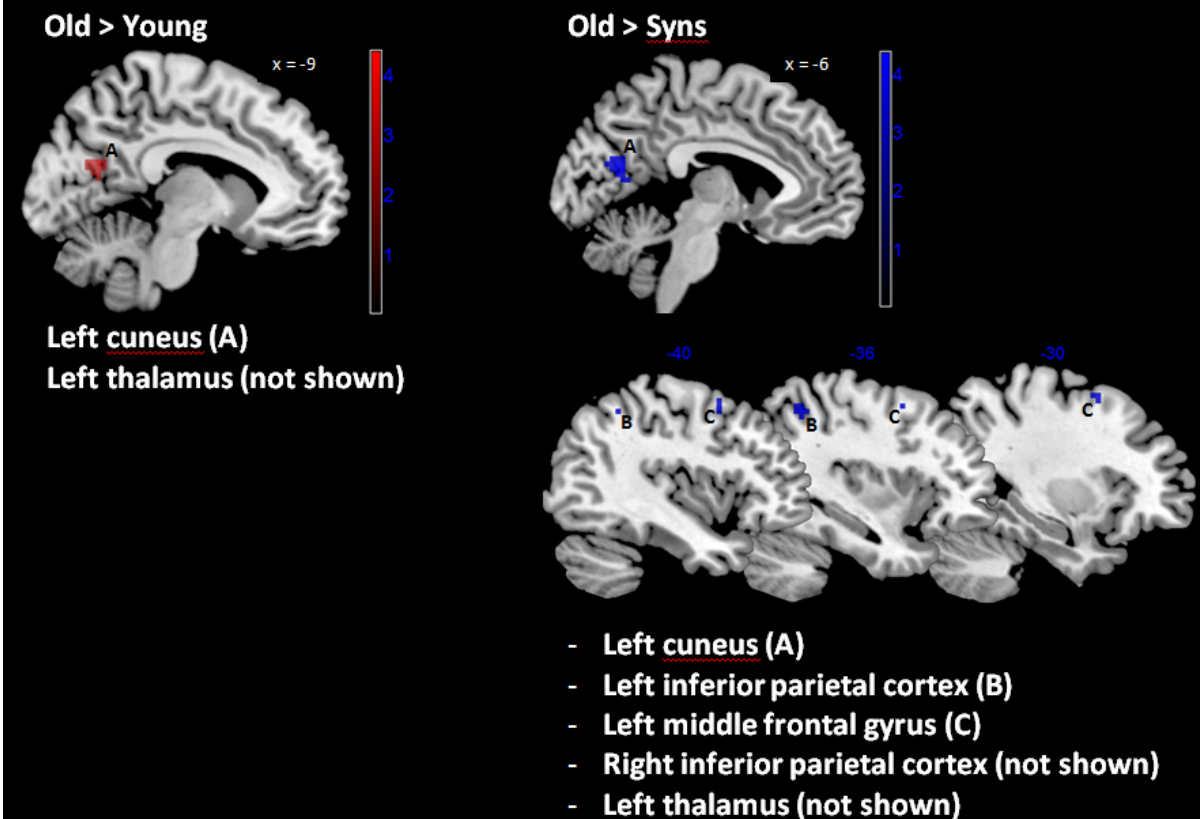 Old > Young
x = -9
A
4
3
2
1
Left cuneus (A)
Left thalamus (not shown)
Old > Syns
x = -6
A
4
3
2
1
-40
-36
-30
B
C
B
C
C
- Left cuneus (A)
- Left inferior parietal cortex (B)
- Left middle frontal gyrus (C)
- Right inferior parietal cortex (not shown)
- Left thalamus (not shown)